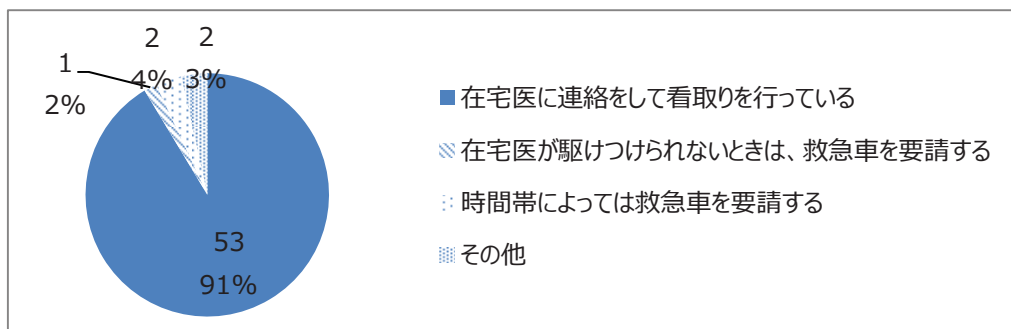 2
4%
2
3%
1
2%
53
91%
在宅医に連絡をして看取りを行っている
在宅医が駆けつけられないときは、救急車を要請する
時間帯によっては救急車を要請する
その他